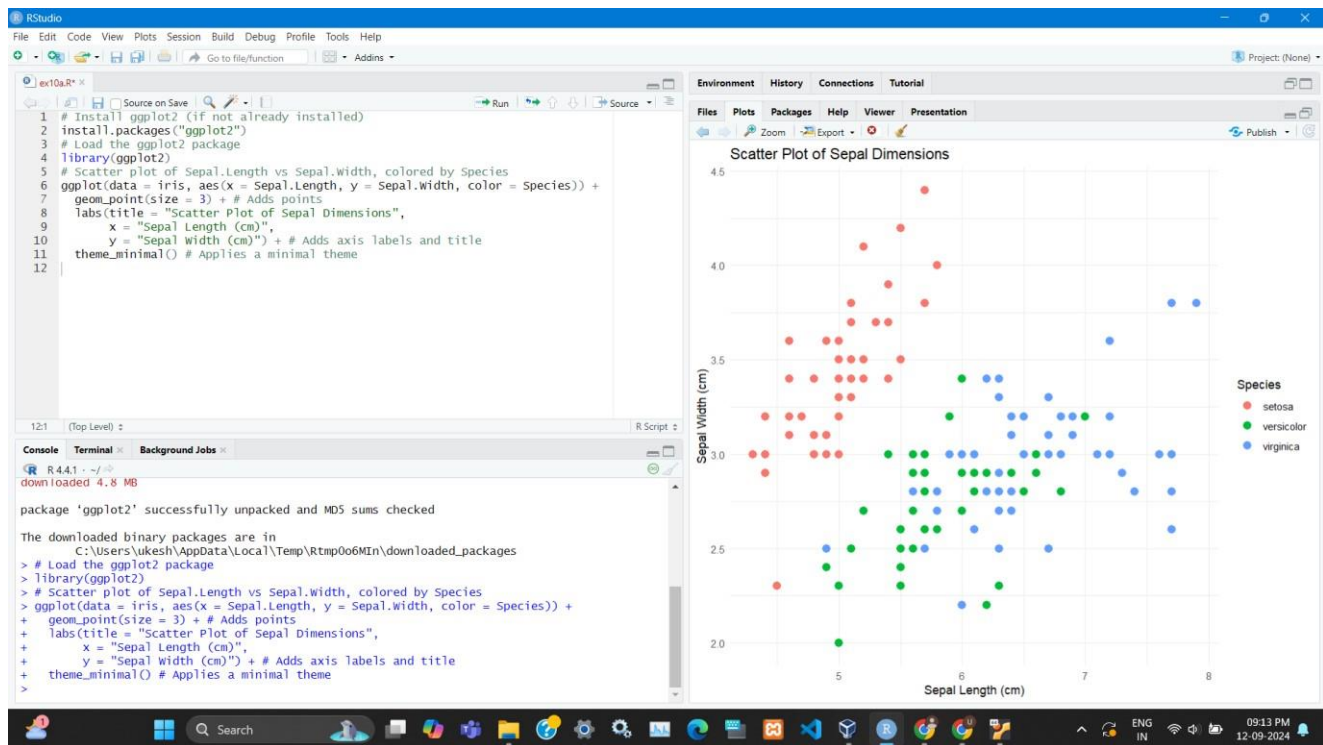 RStudio
File Edit Code View Plots Session Build Debug Profile Tools Help
Go to file/function Addins Project: (None)
ex10a.R*
Source on Save Run Source
1 # Install ggplot2 (if not already installed)
2 install.packages("ggplot2")
3 # Load the ggplot2 package
4 library(ggplot2)
5 # Scatter plot of Sepal.Length vs Sepal.Width, colored by Species
6 ggplot(data = iris, aes(x = Sepal.Length, y = Sepal.Width, color = Species)) +
7 geom_point(size = 3) + # Adds points
8 labs(title = "Scatter Plot of Sepal Dimensions",
9 x = "Sepal Length (cm)",
10 y = "Sepal Width (cm)") + # Adds axis labels and title
11 theme_minimal() # Applies a minimal theme
12
12:1 (Top Level) R Script
Console Terminal Background Jobs
R 4.4.1 · ~/
downloaded 4.8 MB
package ‘ggplot2’ successfully unpacked and MD5 sums checked
The downloaded binary packages are in
C:\Users\ukesh\AppData\Local\Temp\Rtmp0o6MIn\downloaded_packages
> # Load the ggplot2 package
> library(ggplot2)
> # Scatter plot of Sepal.Length vs Sepal.Width, colored by Species
> ggplot(data = iris, aes(x = Sepal.Length, y = Sepal.Width, color = Species)) +
+ geom_point(size = 3) + # Adds points
+ labs(title = "Scatter Plot of Sepal Dimensions",
+ x = "Sepal Length (cm)",
+ y = "Sepal Width (cm)") + # Adds axis labels and title
+ theme_minimal() # Applies a minimal theme
>
Environment History Connections Tutorial
Files Plots Packages Help Viewer Presentation
Zoom Export Publish
Scatter Plot of Sepal Dimensions
4.5
4.0
3.5
3.0
2.5
2.0
Sepal Width (cm)
5 6 7 8
Sepal Length (cm)
Species
setosa
versicolor
virginica
1
Search
ENG
IN
09:13 PM
12-09-2024